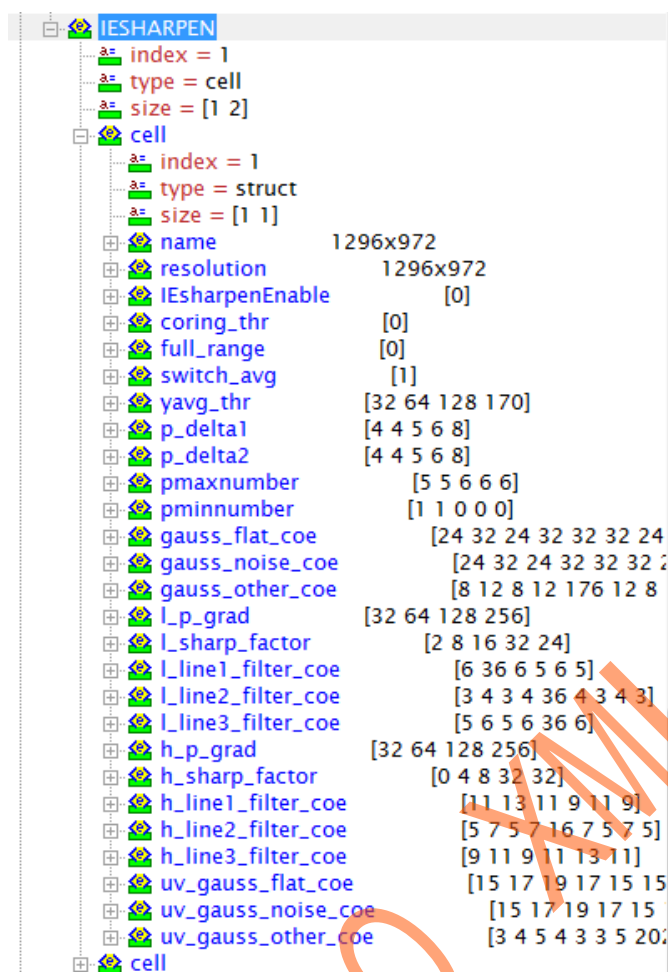 IESHARPEN
index = 1
type = cell
size = [1 2]
cell
index = 1
type = struct
size = [1 1]
name 1296x972
resolution 1296x972
IEsharpenEnable [0]
coring_thr [0]
full_range [0]
switch_avg [1]
yavg_thr [32 64 128 170]
p_delta1 [4 4 5 6 8]
p_delta2 [4 4 5 6 8]
pmaxnumber [5 5 6 6 6]
pminnumber [1 1 0 0 0]
gauss_flat_coe [24 32 24 32 32 32 24
gauss_noise_coe [24 32 24 32 32 32
gauss_other_coe [8 12 8 12 176 12 8
l_p_grad [32 64 128 256]
l_sharp_factor [2 8 16 32 24]
l_line1_filter_coe [6 36 6 5 6 5]
l_line2_filter_coe [3 4 3 4 36 4 3 4 3]
l_line3_filter_coe [5 6 5 6 36 6]
h_p_grad [32 64 128 256]
h_sharp_factor [0 4 8 32 32]
h_line1_filter_coe [11 13 11 9 11 9]
h_line2_filter_coe [5 7 5 7 16 7 5 7 5]
h_line3_filter_coe [9 11 9 11 13 11]
uv_gauss_flat_coe [15 17 19 17 15 15
uv_gauss_noise_coe [15 17 19 17 15
uv_gauss_other_coe [3 4 5 4 3 3 5 202
cell
XML